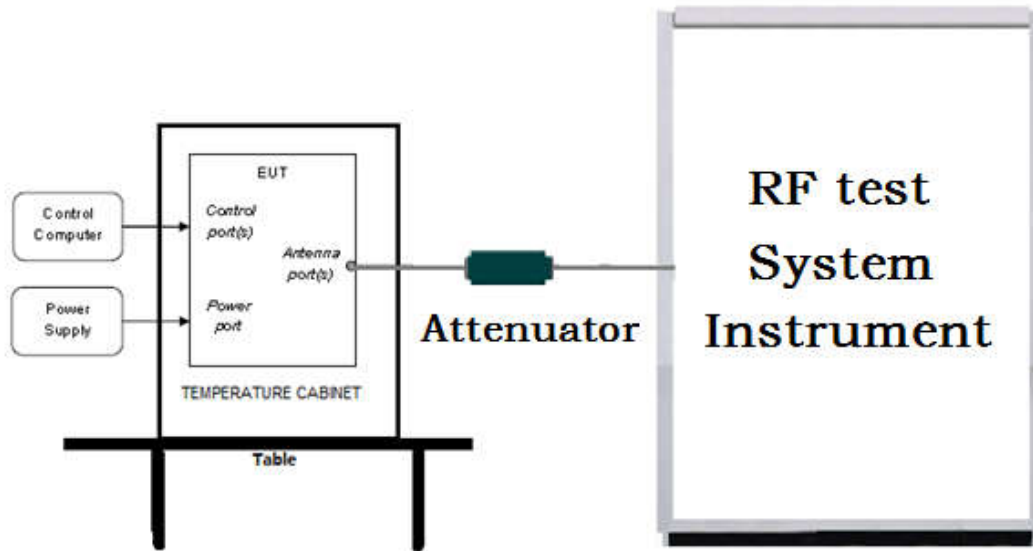 Control
Computer
Power
Supply
EUT
Control
port(s)
Antenna
port(s)
Power
port
TEMPERATURE CABINET
Table
Attenuator
RF test
System
Instrument